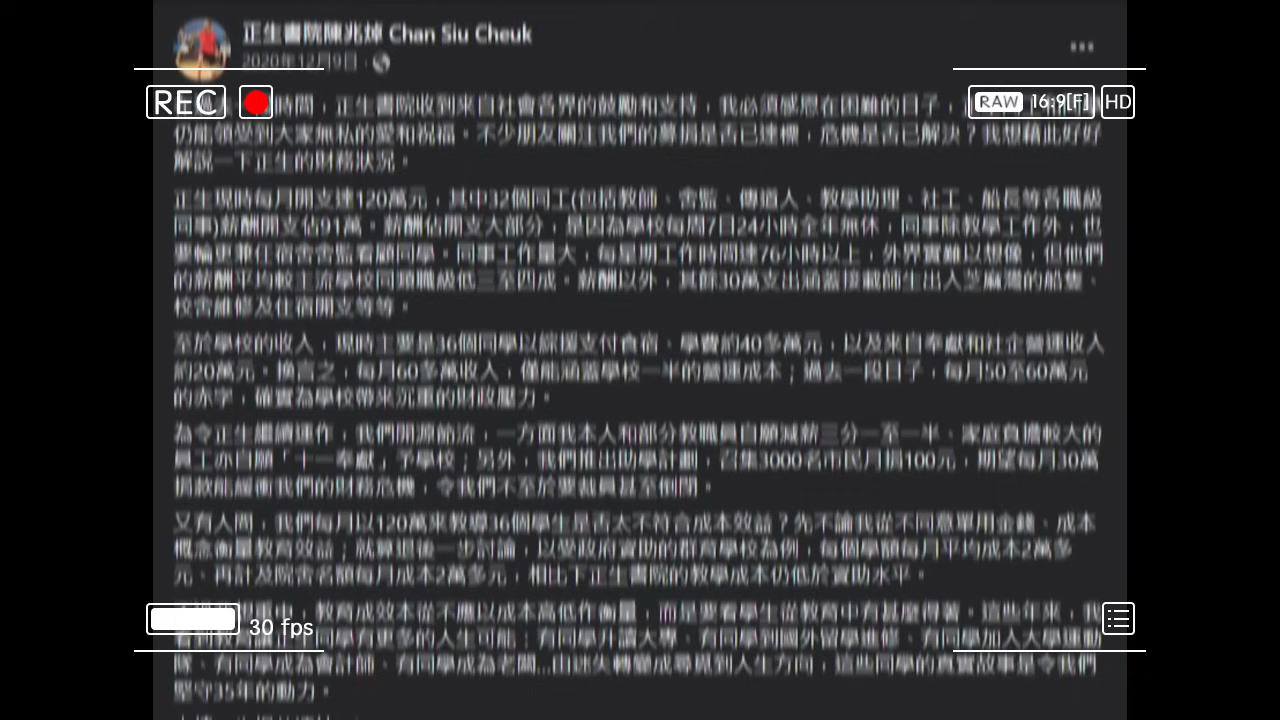 正生書院陳兆焯 Chan Siu Cheuk
2020年12月9日
REC
RAW 16:9[F] HD
時間，正生書院收到來自社會各界的鼓勵和支持，我必須感恩在困難的日子，
仍能領受到大家無私的愛和祝福。不少朋友關注我們的募捐是否已達標，危機是否已解決？我想藉此好好
解說一下正生的財務狀況。
正生現時每月開支達120萬元，其中32個同工(包括教師、舍監、傳道人、教學助理、社工、船長等各職級
同事)薪酬開支佔91萬。薪酬佔開支大部分，是因為學校每周7日24小時全年無休，同事除教學工作外，也
要輪更兼任宿舍舍監看顧同學。同事工作量大，每星期工作時間達76小時以上，外界實難以想像，但他們
的薪酬平均較主流學校同類職級低三至四成。薪酬以外，其餘30萬支出涵蓋接載師生出入芝麻灣的船隻、
校舍維修及住宿開支等等。
至於學校的收入，現時主要是36個同學以綜援支付食宿、學費約40多萬元，以及來自奉獻和社企營運收入
約20萬元。換言之，每月60多萬收入，僅能涵蓋學校一半的營運成本；過去一段日子，每月50至60萬元
的赤字，確實為學校帶來沉重的財政壓力。
為令正生繼續運作，我們開源節流，一方面我本人和部分教職員自願減薪三分一至一半、家庭負擔較大的
員工亦自願「十一奉獻」予學校；另外，我們推出助學計劃，召集3000名市民月捐100元，期望每月30萬
捐款能緩衝我們的財務危機，令我們不至於要裁員甚至倒閉。
又有人問，我們每月以120萬來教導36個學生是否太不符合成本效益？先不論我從不同意單用金錢、成本
概念衡量教育效益；就算退後一步討論，以受政府資助的群育學校為例，每個學額每月平均成本2萬多
元、再計及院舍名額每月成本2萬多元，相比下正生書院的教學成本仍低於資助水平。
中，教育成效本從不應以成本高低作衡量，而是要看學生從教育中有甚麼得著。這些年來，我
同學有更多的人生可能；有同學升讀大專、有同學到國外留學進修、有同學加入大學運動
隊、有同學成為會計師、有同學成為老闆...由迷失轉變成尋覓到人生方向，這些同學的真實故事是令我們
堅守35年的動力。
30 fps